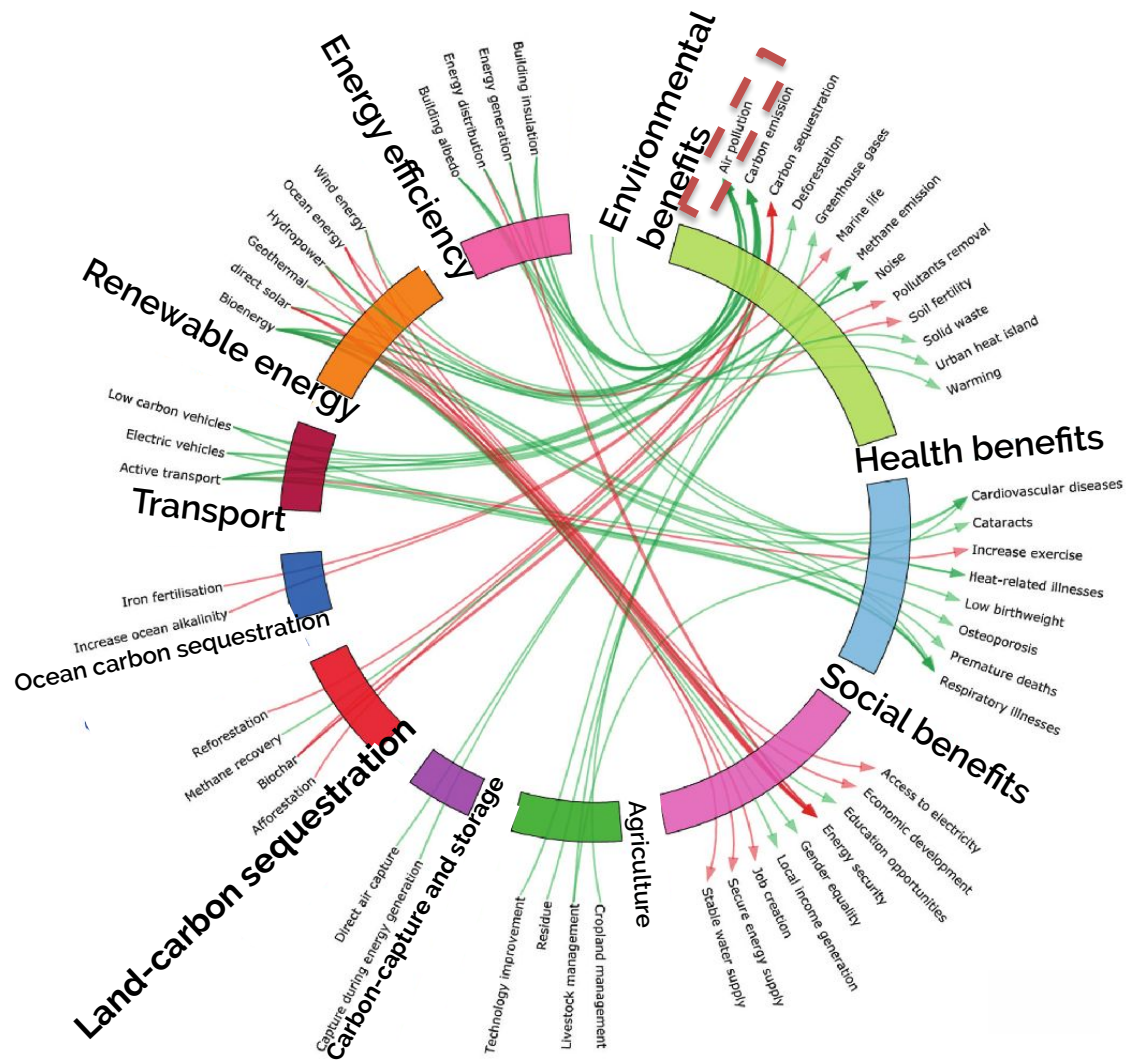 Energy efficiency
Building albedo
Energy distribution
Energy generation
Building insulation
Environmental
benefits
Air pollution
Carbon emission
Carbon sequestration
Deforestation
Greenhouse gases
Marine life
Methane emission
Noise
Pollutants removal
Soil fertility
Solid waste
Urban heat island
Warming
Health benefits
Cardiovascular diseases
Cataracts
Increase exercise
Heat-related illnesses
Low birthweight
Osteoporosis
Premature deaths
Respiratory illnesses
Social benefits
Access to electricity
Economic development
Education opportunities
Energy security
Gender equality
Local income generation
Job creation
Secure energy supply
Stable water supply
Agriculture
Cropland management
Livestock management
Residue
Technology improvement
Carbon-capture and storage
Capture during energy generation
Direct air capture
Land-carbon sequestration
Afforestation
Biochar
Methane recovery
Reforestation
Ocean carbon sequestration
Increase ocean alkalinity
Iron fertilisation
Transport
Active transport
Electric vehicles
Low carbon vehicles
Renewable energy
Bioenergy
direct solar
Geothermal
Hydropower
Ocean energy
Wind energy